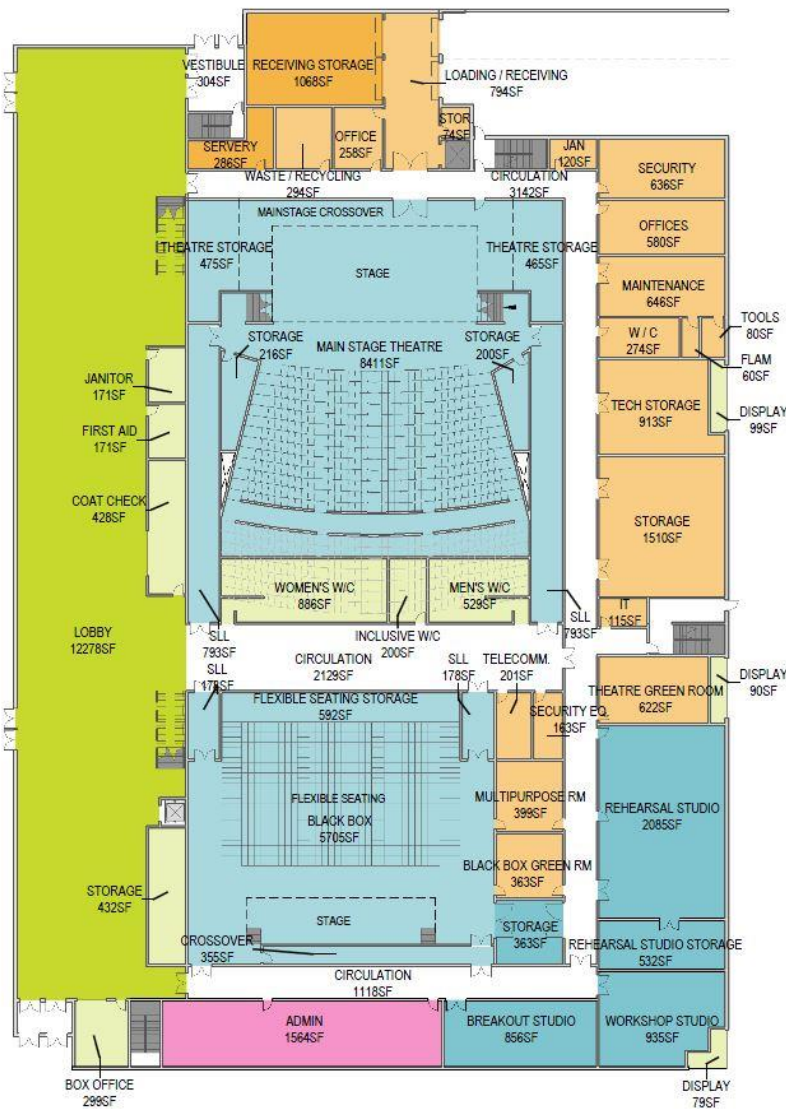 VESTIBULE
304SF
RECEIVING STORAGE
1068SF
LOADING / RECEIVING
794SF
SERVERY
286SF
WASTE / RECYCLING
294SF
OFFICE
258SF
STOR.
74SF
JAN
120SF
CIRCULATION
3142SF
SECURITY
636SF
OFFICES
580SF
MAINTENANCE
646SF
W / C
274SF
TOOLS
80SF
FLAM
60SF
TECH STORAGE
913SF
DISPLAY
99SF
STORAGE
1510SF
IT
115SF
MAINSTAGE CROSSOVER
THEATRE STORAGE
475SF
STAGE
THEATRE STORAGE
465SF
STORAGE
216SF
MAIN STAGE THEATRE
8411SF
STORAGE
200SF
JANITOR
171SF
FIRST AID
171SF
COAT CHECK
428SF
LOBBY
12278SF
WOMEN'S W/C
886SF
INCLUSIVE W/C
200SF
MEN'S W/C
529SF
SLL
793SF
SLL
793SF
CIRCULATION
2129SF
SLL
SLL
178SF
TELECOMM.
201SF
SECURITY EQ.
163SF
THEATRE GREEN ROOM
622SF
DISPLAY
90SF
FLEXIBLE SEATING STORAGE
592SF
FLEXIBLE SEATING
BLACK BOX
5705SF
MULTIPURPOSE RM
399SF
BLACK BOX GREEN RM
363SF
REHEARSAL STUDIO
2085SF
STORAGE
432SF
STAGE
STORAGE
363SF
CROSSOVER
355SF
REHEARSAL STUDIO STORAGE
532SF
CIRCULATION
1118SF
ADMIN
1564SF
BREAKOUT STUDIO
856SF
WORKSHOP STUDIO
935SF
BOX OFFICE
299SF
DISPLAY
79SF